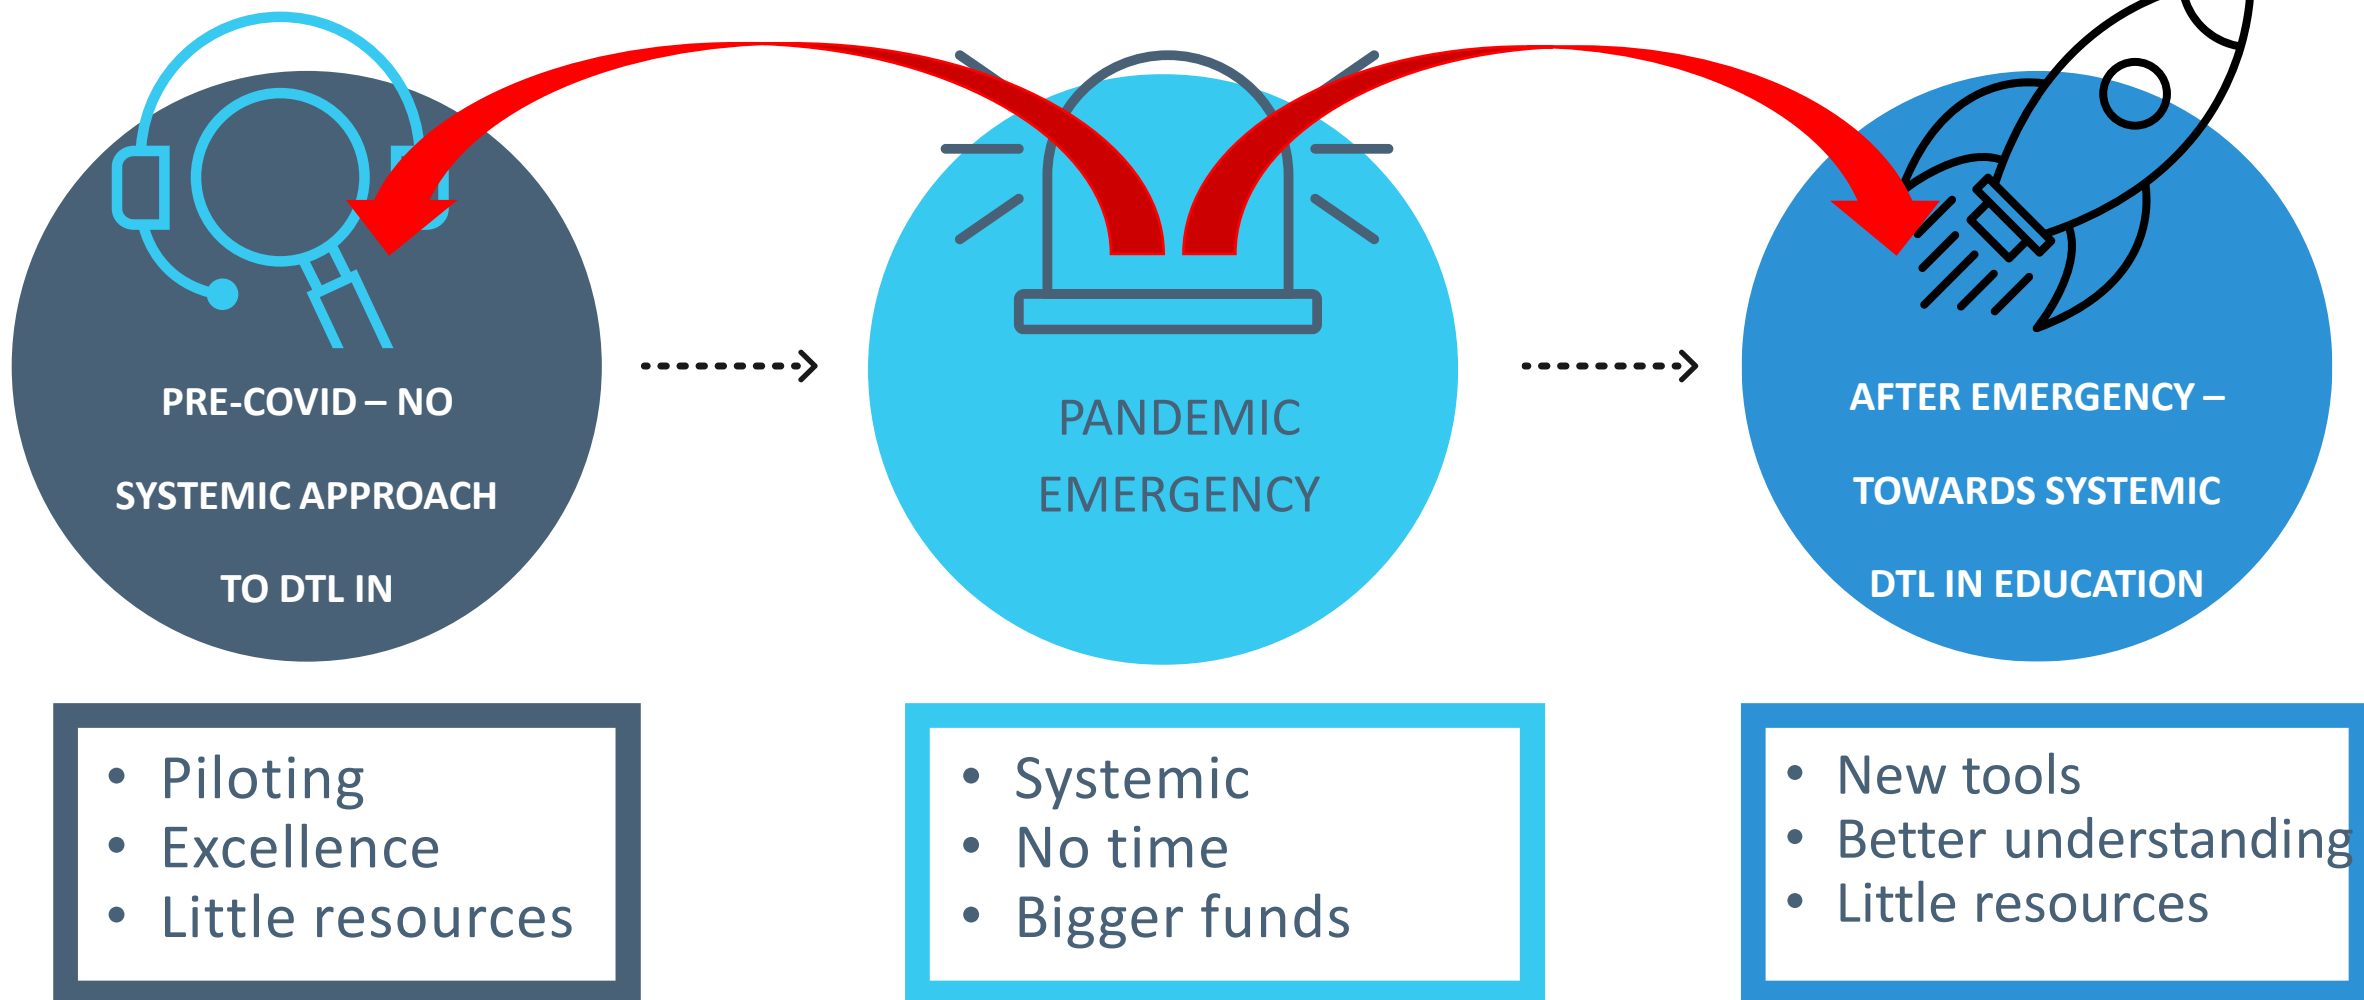 PRE-COVID – NO
SYSTEMIC APPROACH
TO DTL IN
PANDEMIC
EMERGENCY
AFTER EMERGENCY –
TOWARDS SYSTEMIC
DTL IN EDUCATION
• Piloting
• Excellence
• Little resources
• Systemic
• No time
• Bigger funds
• New tools
• Better understanding
• Little resources